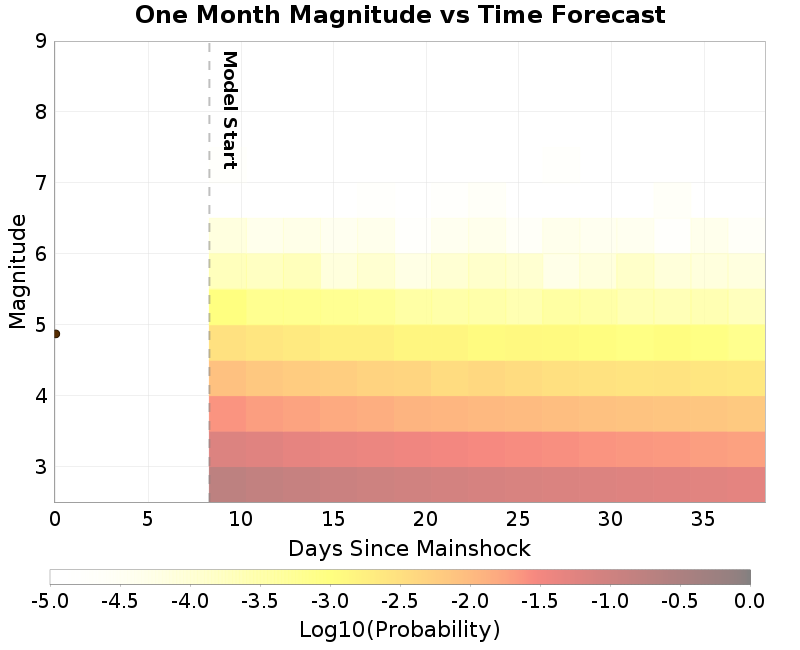 One Month Magnitude vs Time Forecast
9
8
7
6
5
4
3
Magnitude
Model Start
0 5 10 15 20 25 30 35
Days Since Mainshock
-5.0 -4.5 -4.0 -3.5 -3.0 -2.5 -2.0 -1.5 -1.0 -0.5 0.0
Log10(Probability)